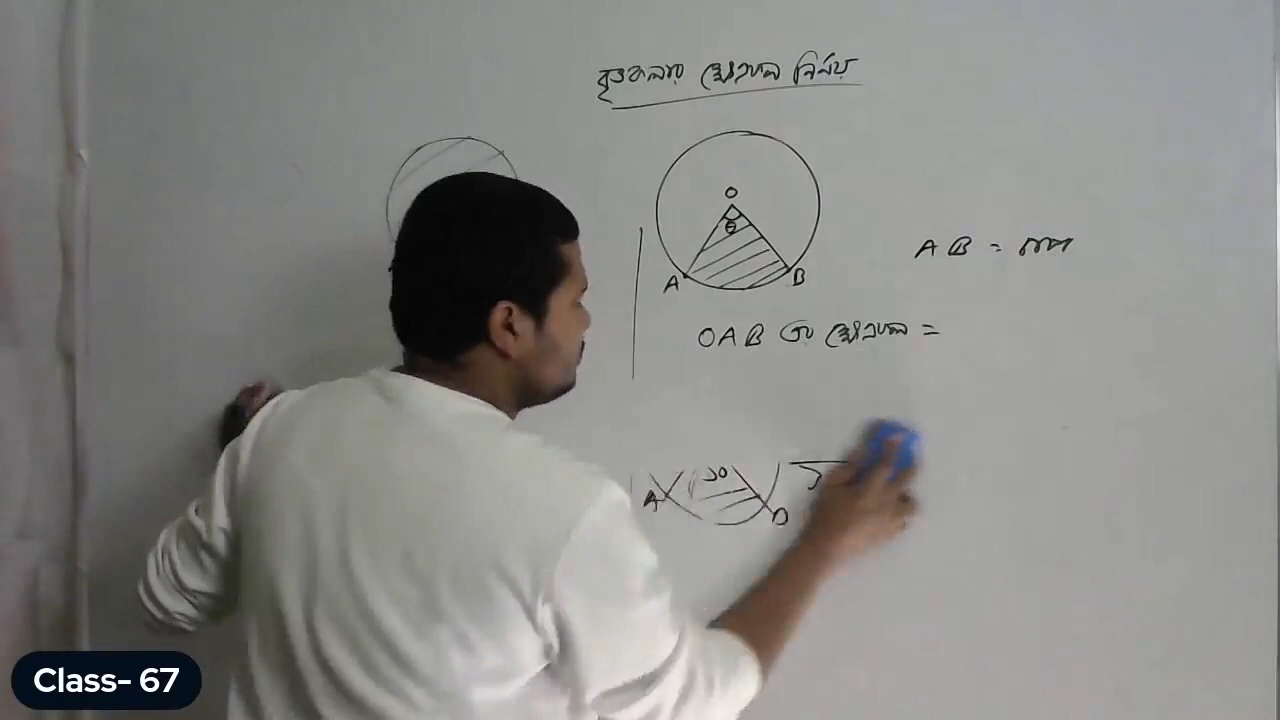 বৃত্তকলার ক্ষেত্রফল নির্ণয়
O
θ
A
B
AB = চাপ
OAB এর ক্ষেত্রফল =
A
Class- 67